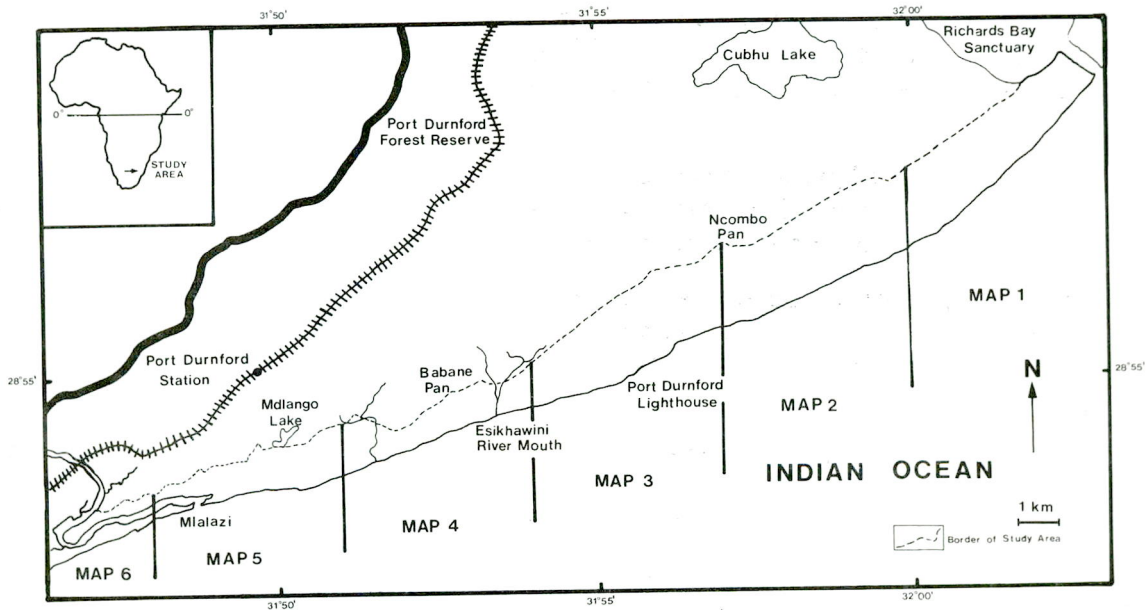 31°50'
31°55'
32°00'
Richards Bay
Sanctuary
Cubhu Lake
0°
0°
STUDY
AREA
Port Durnford
Forest Reserve
Ncombo
Pan
MAP 1
Port Durnford
Station
28°55'
28°55'
Babane
Pan
Port Durnford
Lighthouse
MAP 2
N
Mdlango
Lake
Esikhawini
River Mouth
MAP 3
INDIAN OCEAN
1 km
Mlalazi
MAP 4
Border of Study Area
MAP 5
MAP 6
31°50'
31°55'
32°00'